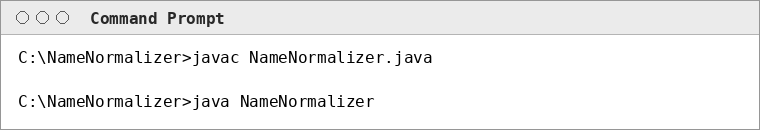 Command Prompt
C:\NameNormalizer>javac NameNormalizer.java
C:\NameNormalizer>java NameNormalizer